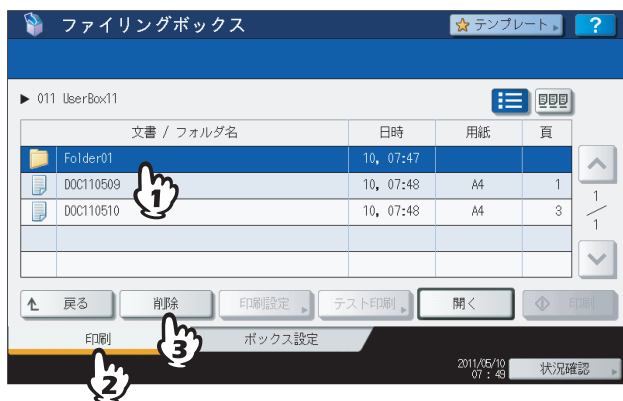 ファイリングボックス テンプレート ?
011 UserBox11
文書 / フォルダ名 日時 用紙 頁
Folder01 10, 07:47
DOC110509 10, 07:48 A4 1
DOC110510 10, 07:48 A4 3
1
1
1
戻る 削除 印刷設定 テスト印刷 開く 印刷
印刷 ボックス設定
3
2
2011/05/10
07 : 49
状況確認